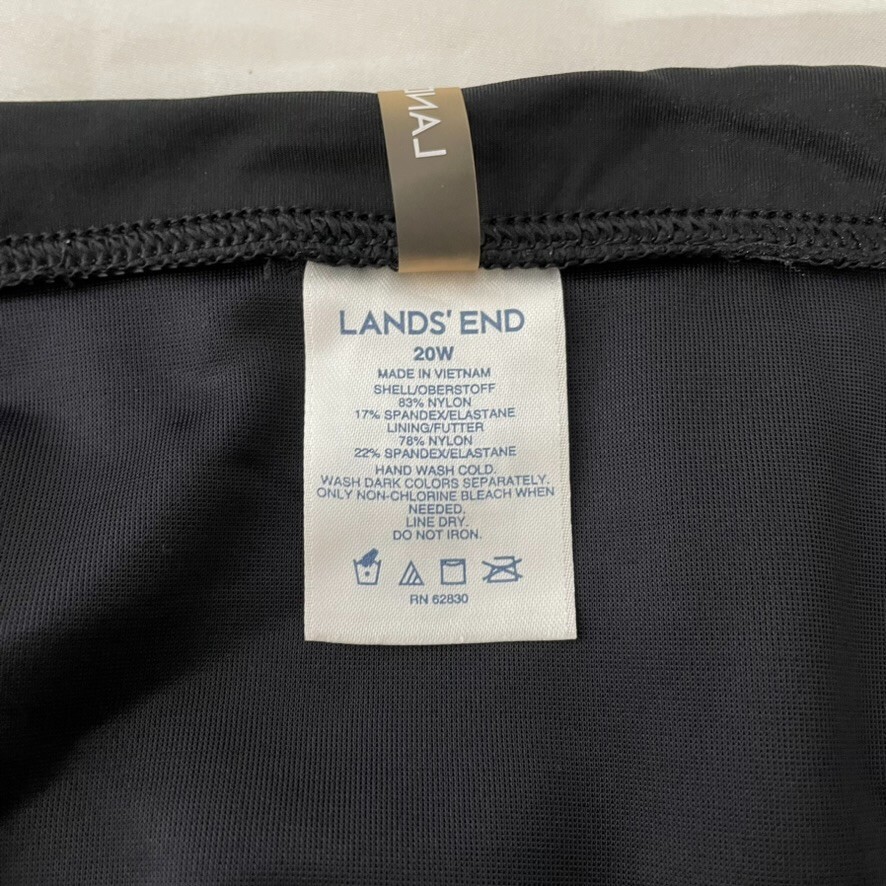 LAND
LANDS' END
20W
MADE IN VIETNAM
SHELL/OBERSTOFF
83% NYLON
17% SPANDEX/ELASTANE
LINING/FUTTER
78% NYLON
22% SPANDEX/ELASTANE
HAND WASH COLD.
WASH DARK COLORS SEPARATELY.
ONLY NON-CHLORINE BLEACH WHEN
NEEDED.
LINE DRY.
DO NOT IRON.
RN 62830